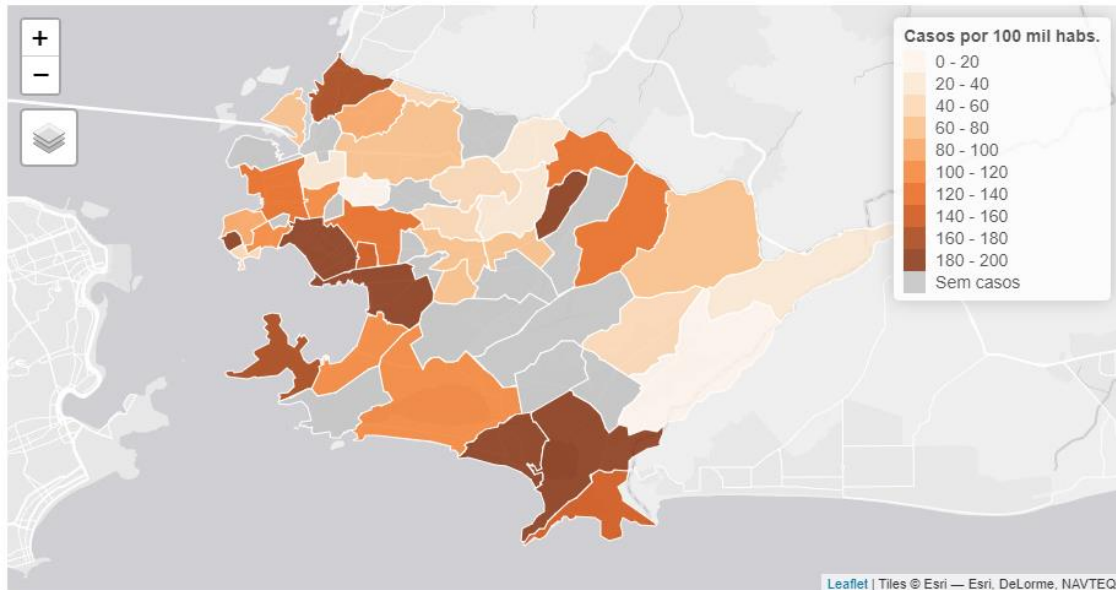 +
−
Casos por 100 mil habs.
0 - 20
20 - 40
40 - 60
60 - 80
80 - 100
100 - 120
120 - 140
140 - 160
160 - 180
180 - 200
Sem casos
Leaflet | Tiles © Esri — Esri, DeLorme, NAVTEQ